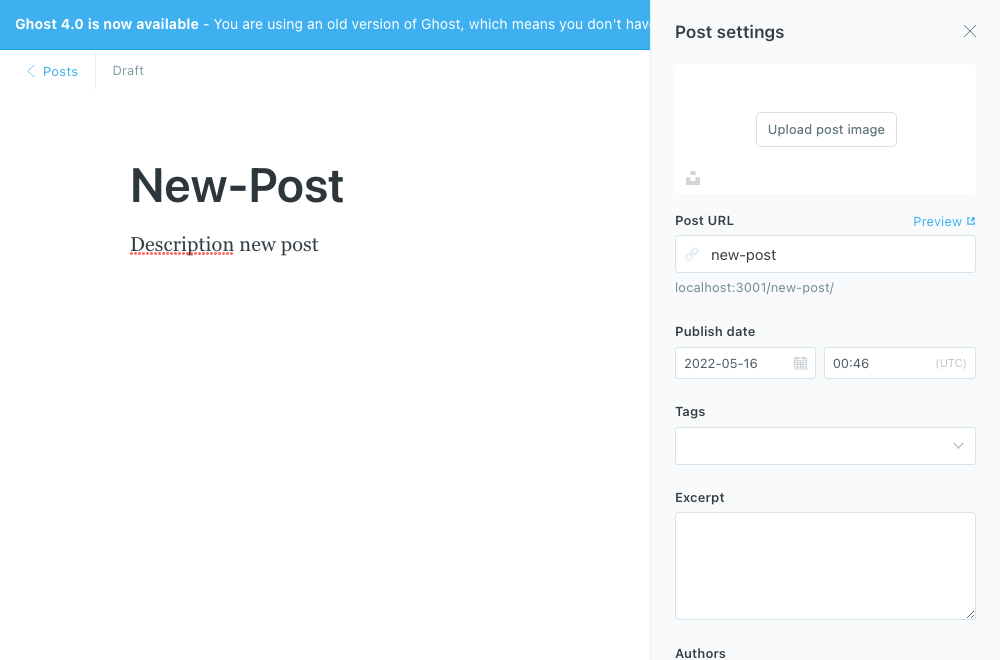 Ghost 4.0 is now available - You are using an old version of Ghost, which means you don't hav
Post settings
Posts
Draft
Upload post image
New-Post
Description new post
Post URL
Preview
new-post
localhost:3001/new-post/
Publish date
2022-05-16
00:46
(UTC)
Tags
Excerpt
Authors